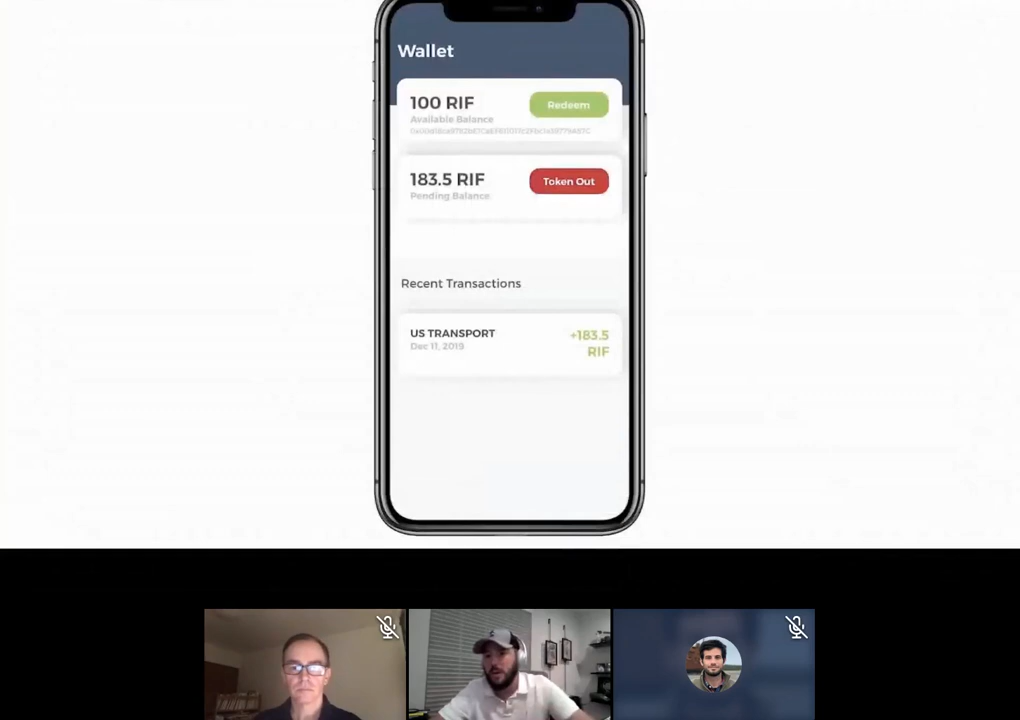 Wallet
100 RIF
Redeem
Available Balance
183.5 RIF
Token Out
Pending Balance
Recent Transactions
US TRANSPORT
+183.5
Dec 11, 2019
RIF